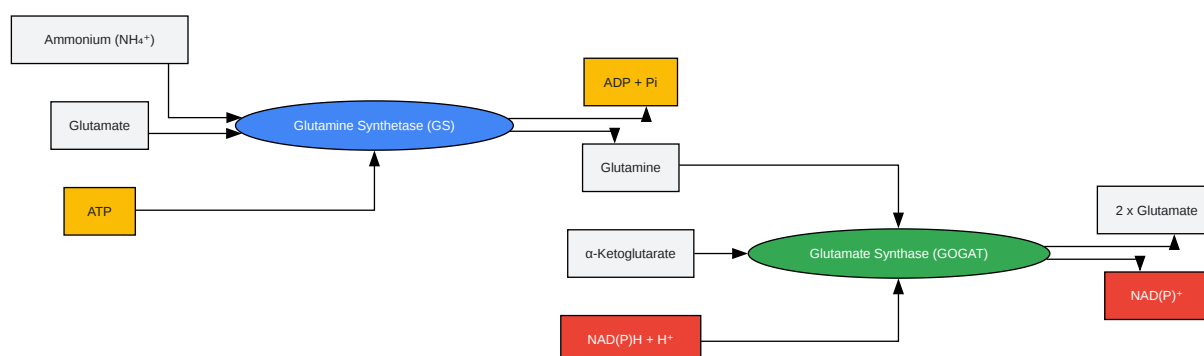 Ammonium (NH₄⁺)
Glutamate
ATP
Glutamine Synthetase (GS)
ADP + Pi
Glutamine
α-Ketoglutarate
NAD(P)H + H⁺
Glutamate Synthase (GOGAT)
2 x Glutamate
NAD(P)⁺